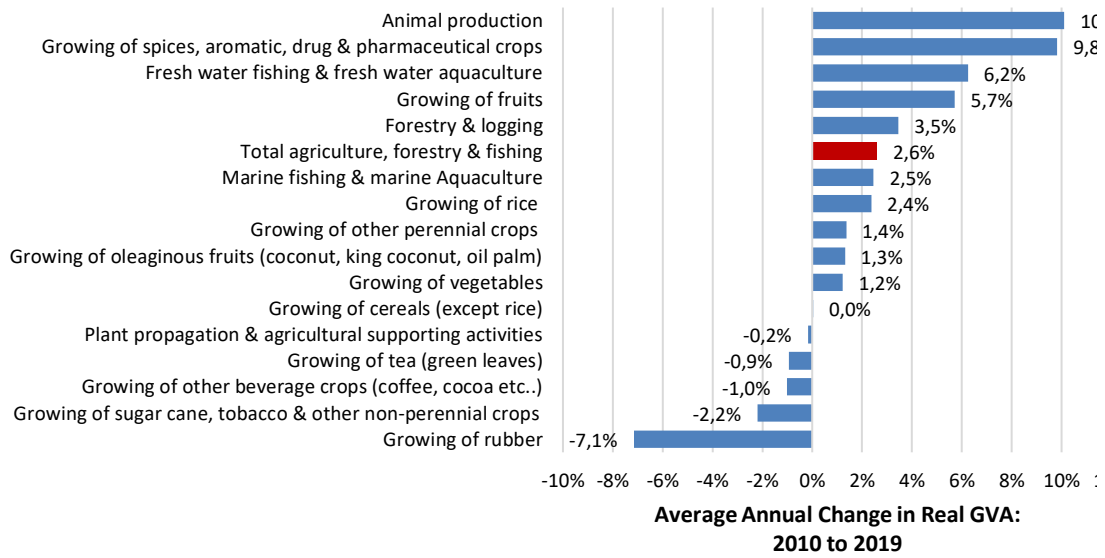 Animal production 10
Growing of spices, aromatic, drug & pharmaceutical crops 9,8
Fresh water fishing & fresh water aquaculture 6,2%
Growing of fruits 5,7%
Forestry & logging 3,5%
Total agriculture, forestry & fishing 2,6%
Marine fishing & marine Aquaculture 2,5%
Growing of rice 2,4%
Growing of other perennial crops 1,4%
Growing of oleaginous fruits (coconut, king coconut, oil palm) 1,3%
Growing of vegetables 1,2%
Growing of cereals (except rice) 0,0%
Plant propagation & agricultural supporting activities -0,2%
Growing of tea (green leaves) -0,9%
Growing of other beverage crops (coffee, cocoa etc..) -1,0%
Growing of sugar cane, tobacco & other non-perennial crops -2,2%
Growing of rubber -7,1%
-10% -8% -6% -4% -2% 0% 2% 4% 6% 8% 10%
Average Annual Change in Real GVA:
2010 to 2019